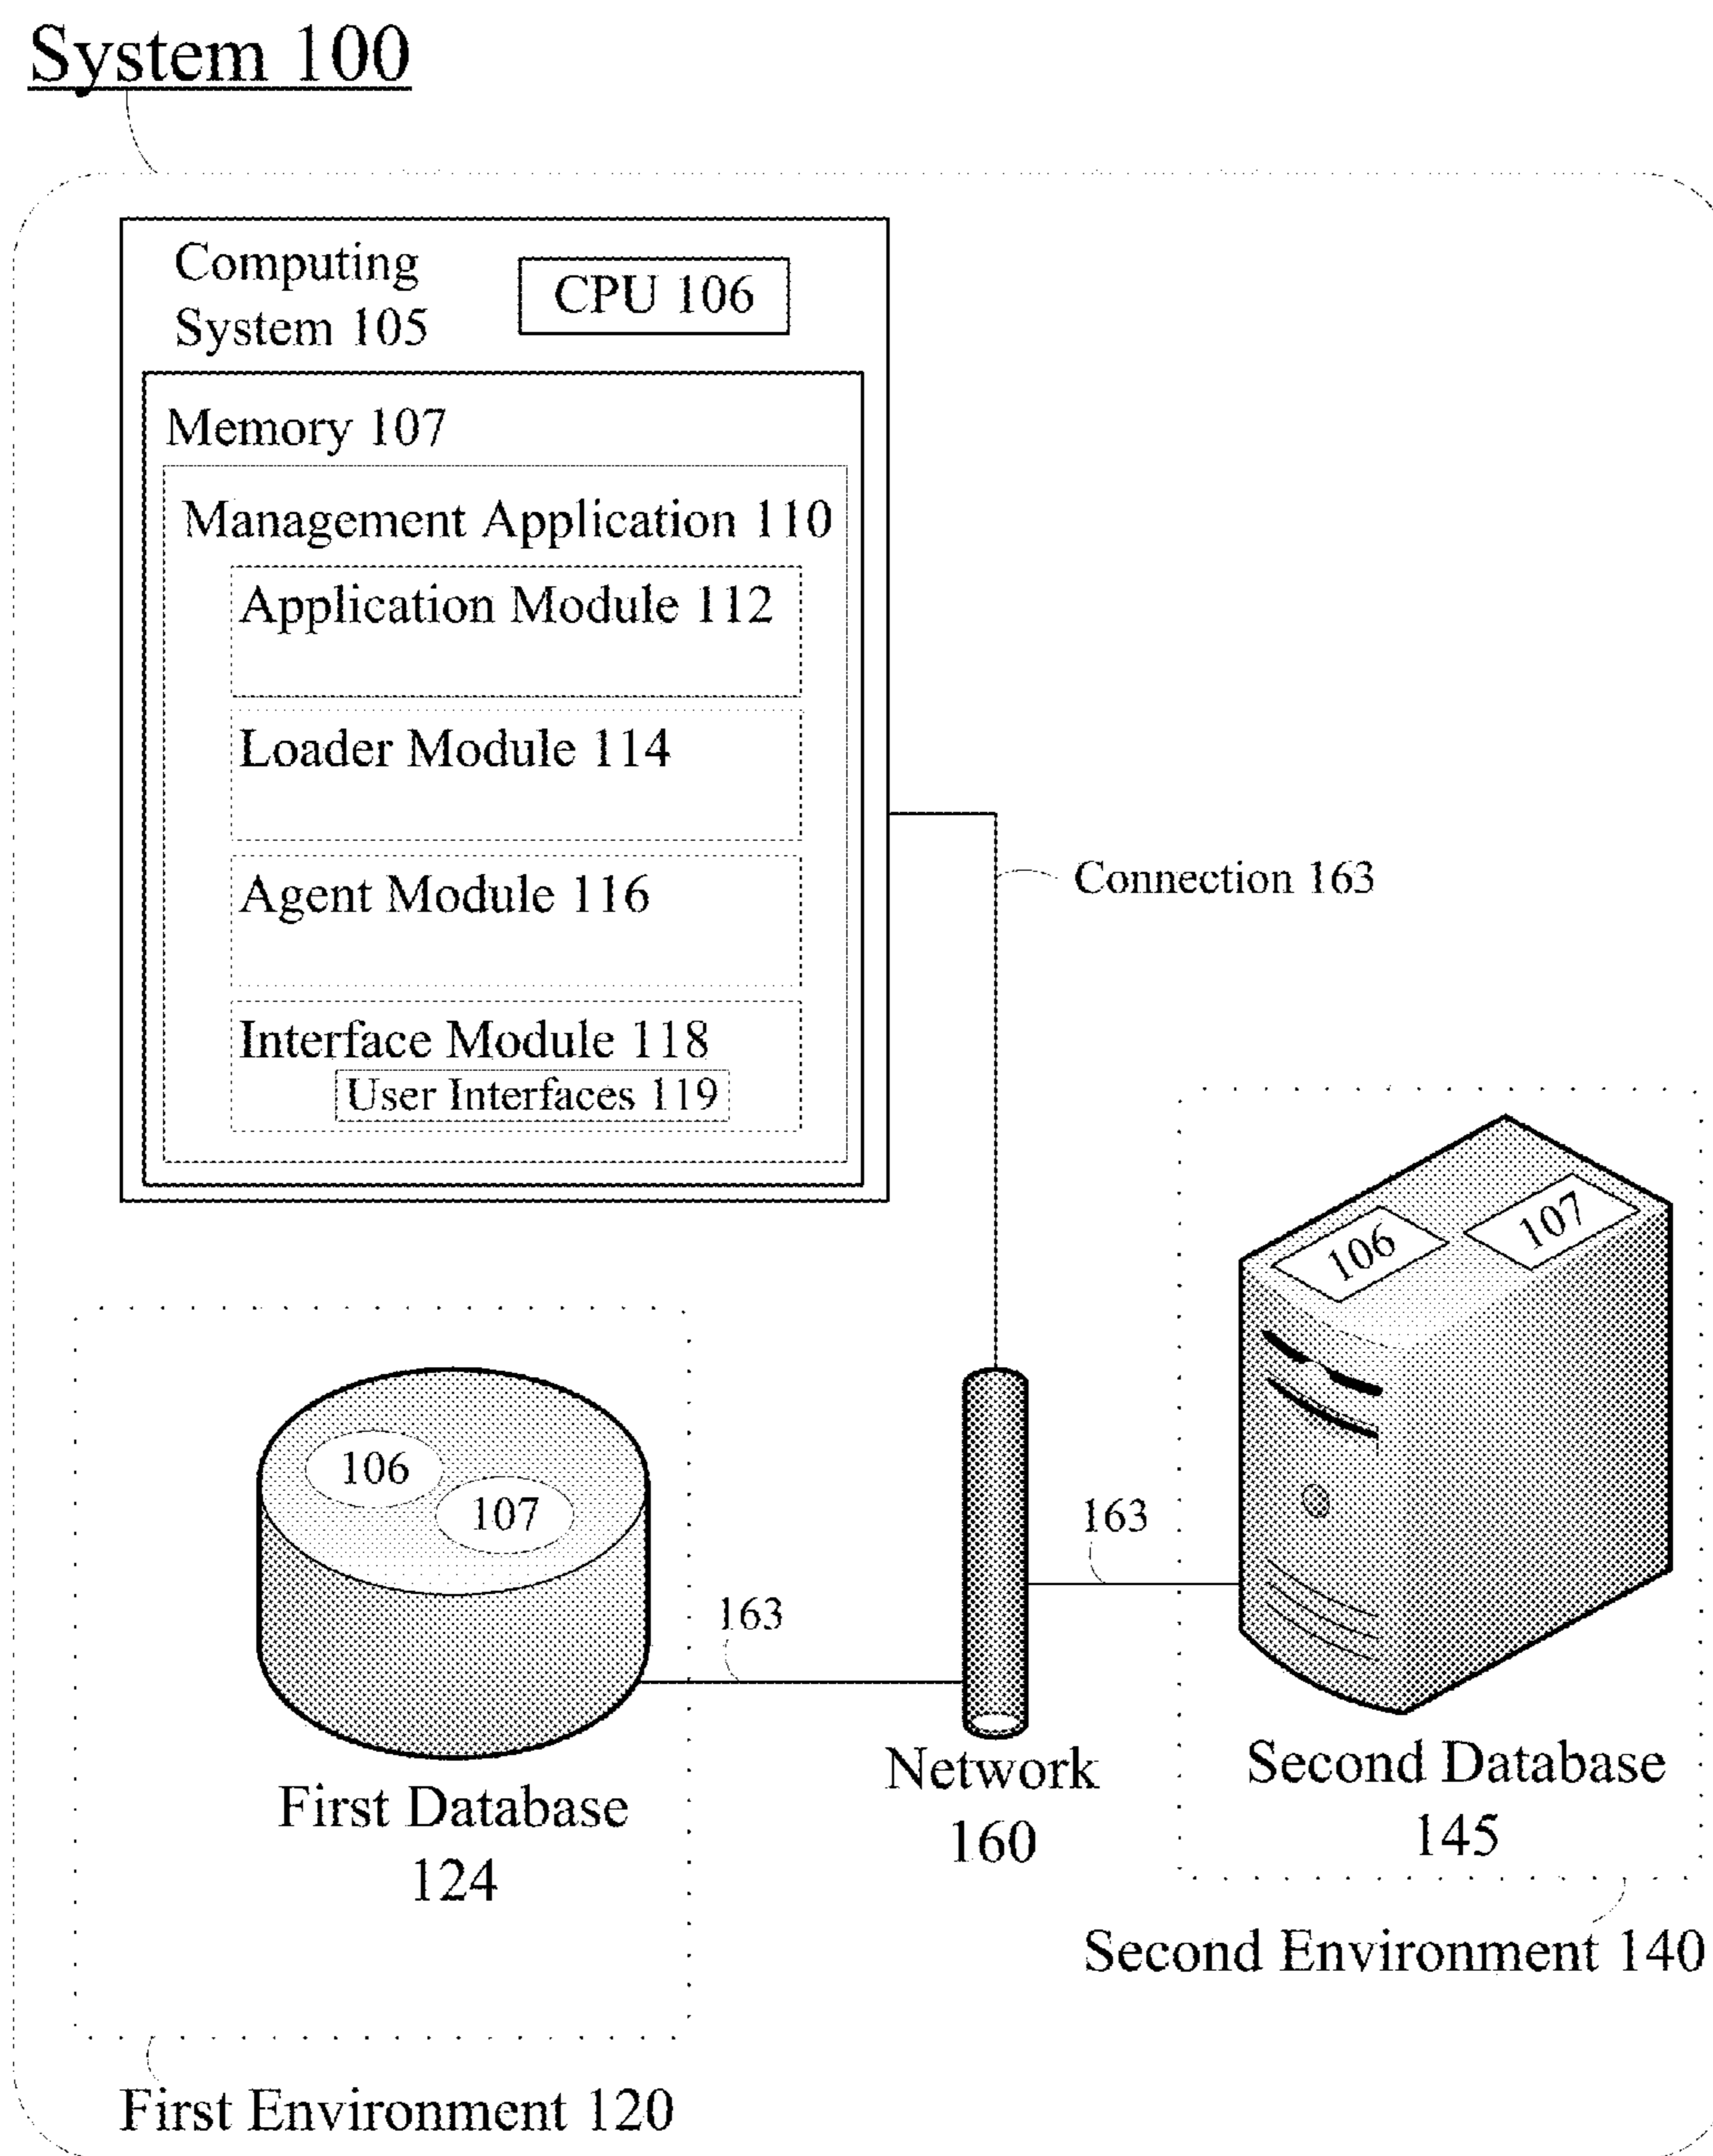 System 100
Computing
System 105
CPU 106
Memory 107
Management Application 110
Application Module 112
Loader Module 114
Agent Module 116
Interface Module 118
User Interfaces 119
Connection 163
106
107
106
107
163
163
Network
160
Second Database
145
First Database
124
Second Environment 140
First Environment 120